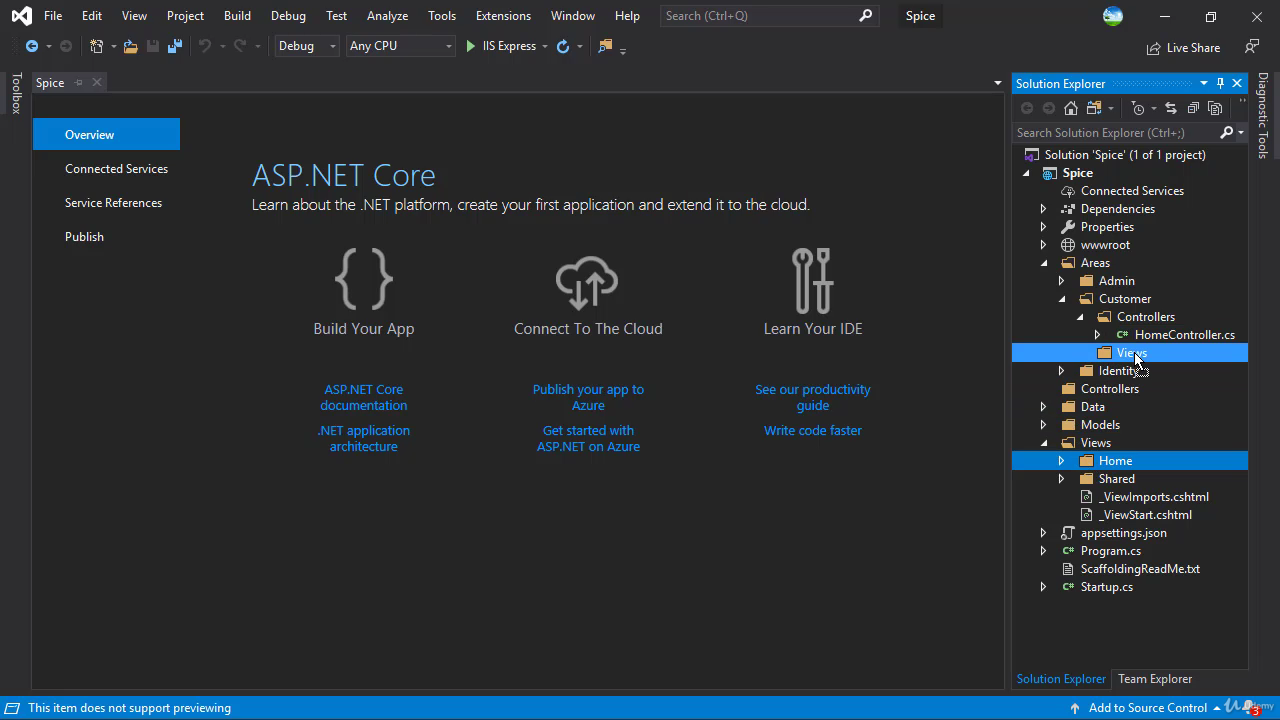 File Edit View Project Build Debug Test Analyze Tools Extensions Window Help Search (Ctrl+Q) Spice
Debug Any CPU IIS Express Live Share
Toolbox
Spice
Overview
Connected Services
Service References
Publish
ASP.NET Core
Learn about the .NET platform, create your first application and extend it to the cloud.
Build Your App
Connect To The Cloud
Learn Your IDE
ASP.NET Core
documentation
.NET application
architecture
Publish your app to
Azure
Get started with
ASP.NET on Azure
See our productivity
guide
Write code faster
Solution Explorer
Search Solution Explorer (Ctrl+;)
Solution 'Spice' (1 of 1 project)
Spice
Connected Services
Dependencies
Properties
wwwroot
Areas
Admin
Customer
Controllers
C# HomeController.cs
Views
Identity
Controllers
Data
Models
Views
Home
Shared
_ViewImports.cshtml
_ViewStart.cshtml
appsettings.json
C# Program.cs
ScaffoldingReadMe.txt
C# Startup.cs
Solution Explorer Team Explorer
Diagnostic Tools
This item does not support previewing
Add to Source Control
3
Udemy